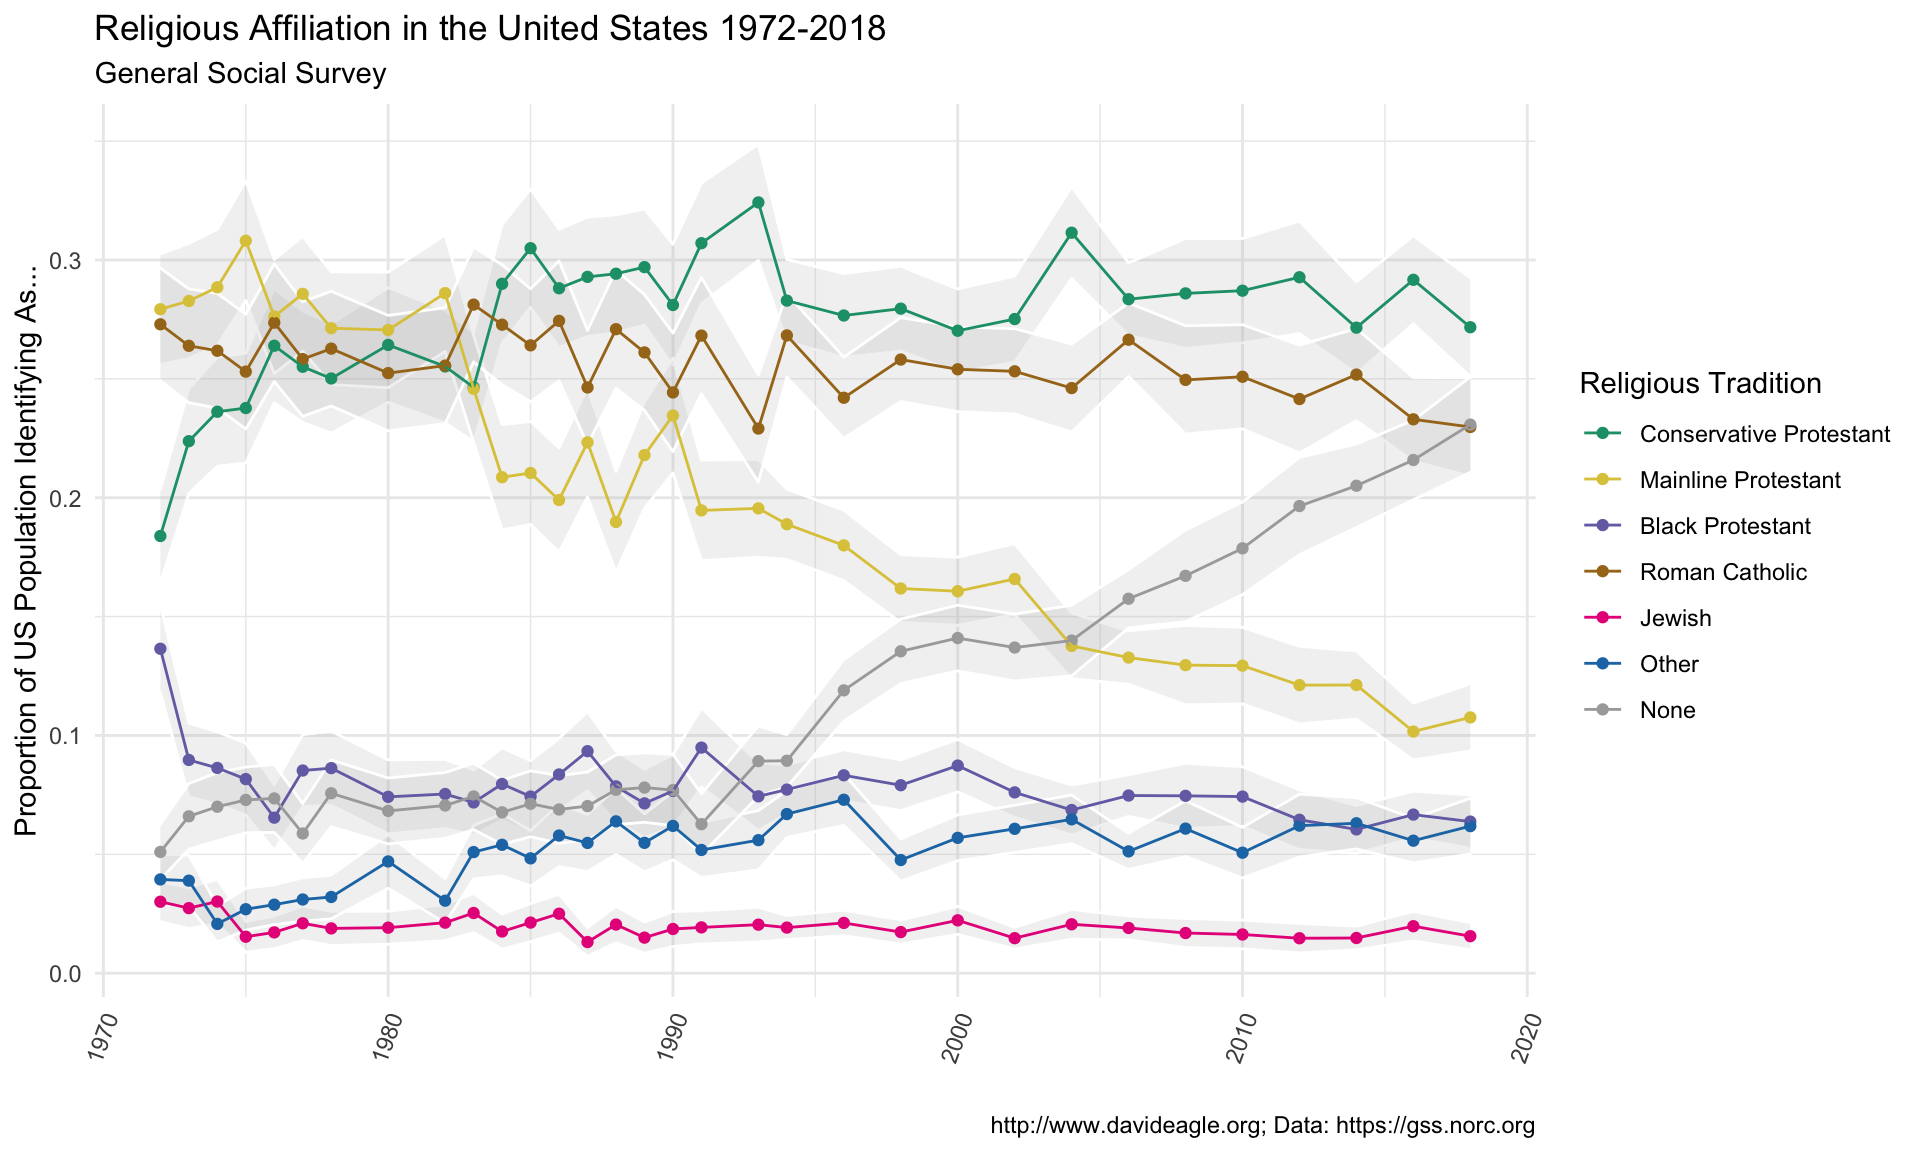 Religious Affiliation in the United States 1972-2018
General Social Survey
Proportion of US Population Identifying As...
0.3
0.2
0.1
0.0
1970
1980
1990
2000
2010
2020
Religious Tradition
Conservative Protestant
Mainline Protestant
Black Protestant
Roman Catholic
Jewish
Other
None
http://www.davideagle.org; Data: https://gss.norc.org